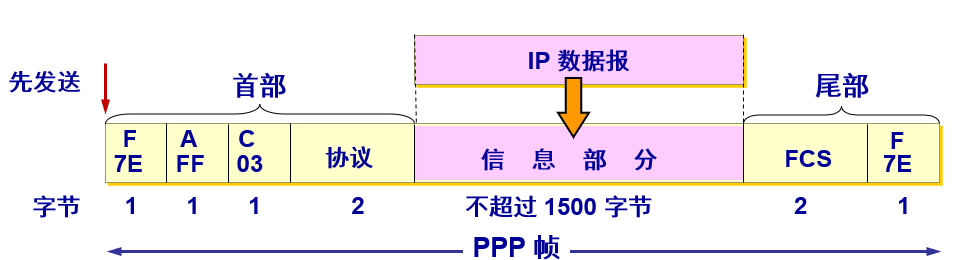 IP 数据报
先发送
首部
尾部
F A C F
7E FF 03 协议 信 息 部 分 FCS 7E
字节 1 1 1 2 不超过 1500 字节 2 1
PPP 帧